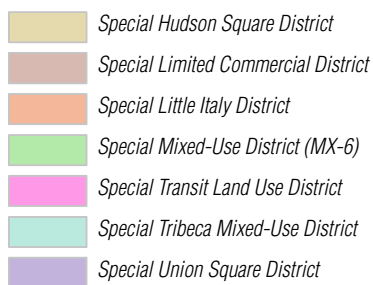 Special Hudson Square District
Special Limited Commercial District
Special Little Italy District
Special Mixed-Use District (MX-6)
Special Transit Land Use District
Special Tribeca Mixed-Use District
Special Union Square District